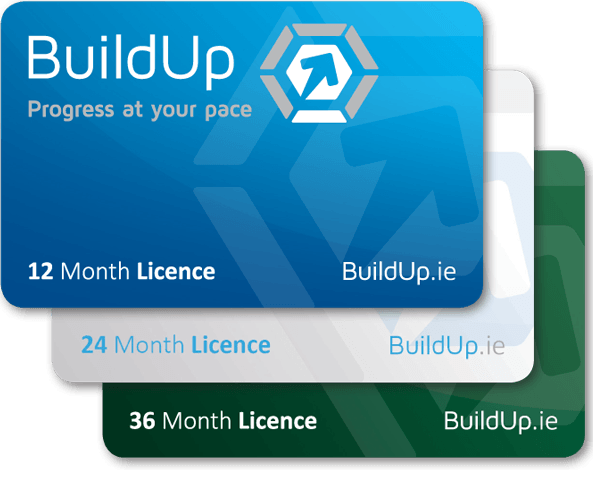 BuildUp
Progress at your pace
12 Month Licence BuildUp.ie
24 Month Licence BuildUp.ie
36 Month Licence BuildUp.ie